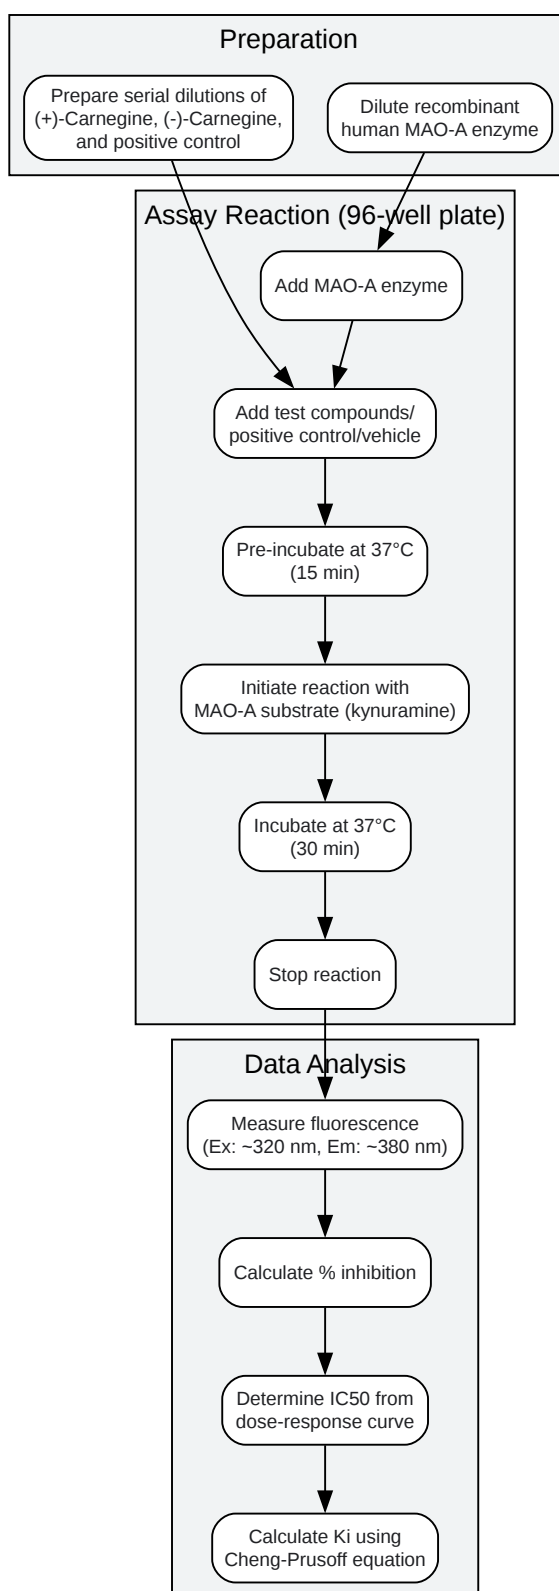 Preparation
Prepare serial dilutions of
(+)-Carnegine, (-)-Carnegine,
and positive control
Dilute recombinant
human MAO-A enzyme
Assay Reaction (96-well plate)
Add MAO-A enzyme
Add test compounds/
positive control/vehicle
Pre-incubate at 37°C
(15 min)
Initiate reaction with
MAO-A substrate (kynuramine)
Incubate at 37°C
(30 min)
Stop reaction
Data Analysis
Measure fluorescence
(Ex: ~320 nm, Em: ~380 nm)
Calculate % inhibition
Determine IC50 from
dose-response curve
Calculate Ki using
Cheng-Prusoff equation